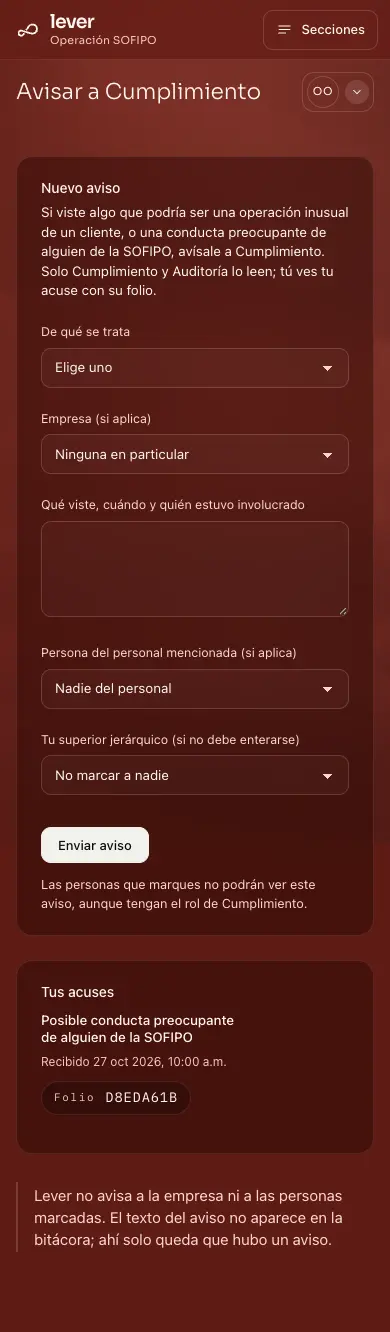 lever
Operación SOFIPO
Secciones
Avisar a Cumplimiento
OO
Nuevo aviso
Si viste algo que podría ser una operación inusual
de un cliente, o una conducta preocupante de
alguien de la SOFIPO, avísale a Cumplimiento.
Solo Cumplimiento y Auditoría lo leen; tú ves tu
acuse con su folio.
De qué se trata
Elige uno
Empresa (si aplica)
Ninguna en particular
Qué viste, cuándo y quién estuvo involucrado
Persona del personal mencionada (si aplica)
Nadie del personal
Tu superior jerárquico (si no debe enterarse)
No marcar a nadie
Enviar aviso
Las personas que marques no podrán ver este
aviso, aunque tengan el rol de Cumplimiento.
Tus acuses
Posible conducta preocupante
de alguien de la SOFIPO
Recibido 27 oct 2026, 10:00 a.m.
Folio D8EDA61B
Lever no avisa a la empresa ni a las personas
marcadas. El texto del aviso no aparece en la
bitácora; ahí solo queda que hubo un aviso.